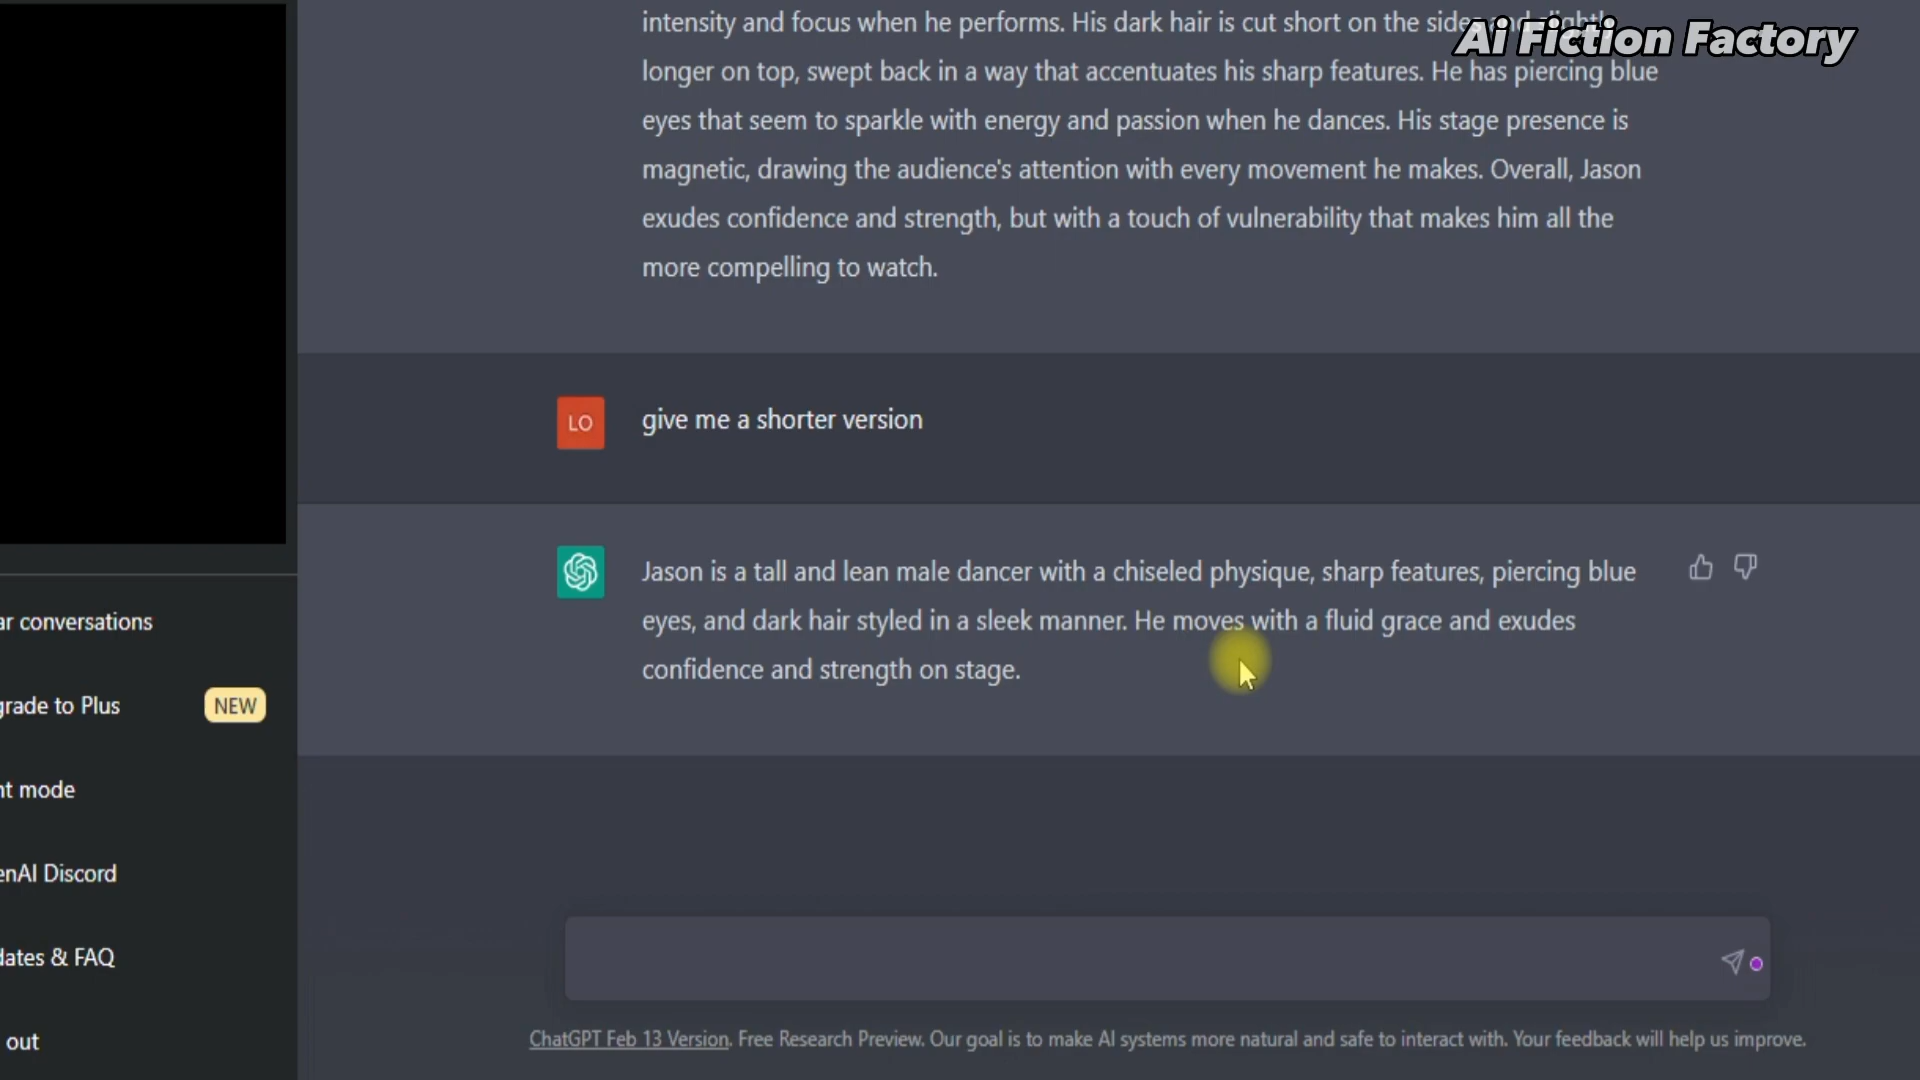 intensity and focus when he performs. His dark hair is cut short on the sides and slightly
Ai Fiction Factory
longer on top, swept back in a way that accentuates his sharp features. He has piercing blue
eyes that seem to sparkle with energy and passion when he dances. His stage presence is
magnetic, drawing the audience's attention with every movement he makes. Overall, Jason
exudes confidence and strength, but with a touch of vulnerability that makes him all the
more compelling to watch.
LO
give me a shorter version
Jason is a tall and lean male dancer with a chiseled physique, sharp features, piercing blue
eyes, and dark hair styled in a sleek manner. He moves with a fluid grace and exudes
confidence and strength on stage.
ar conversations
grade to Plus NEW
ht mode
enAI Discord
dates & FAQ
out
ChatGPT Feb 13 Version. Free Research Preview. Our goal is to make AI systems more natural and safe to interact with. Your feedback will help us improve.